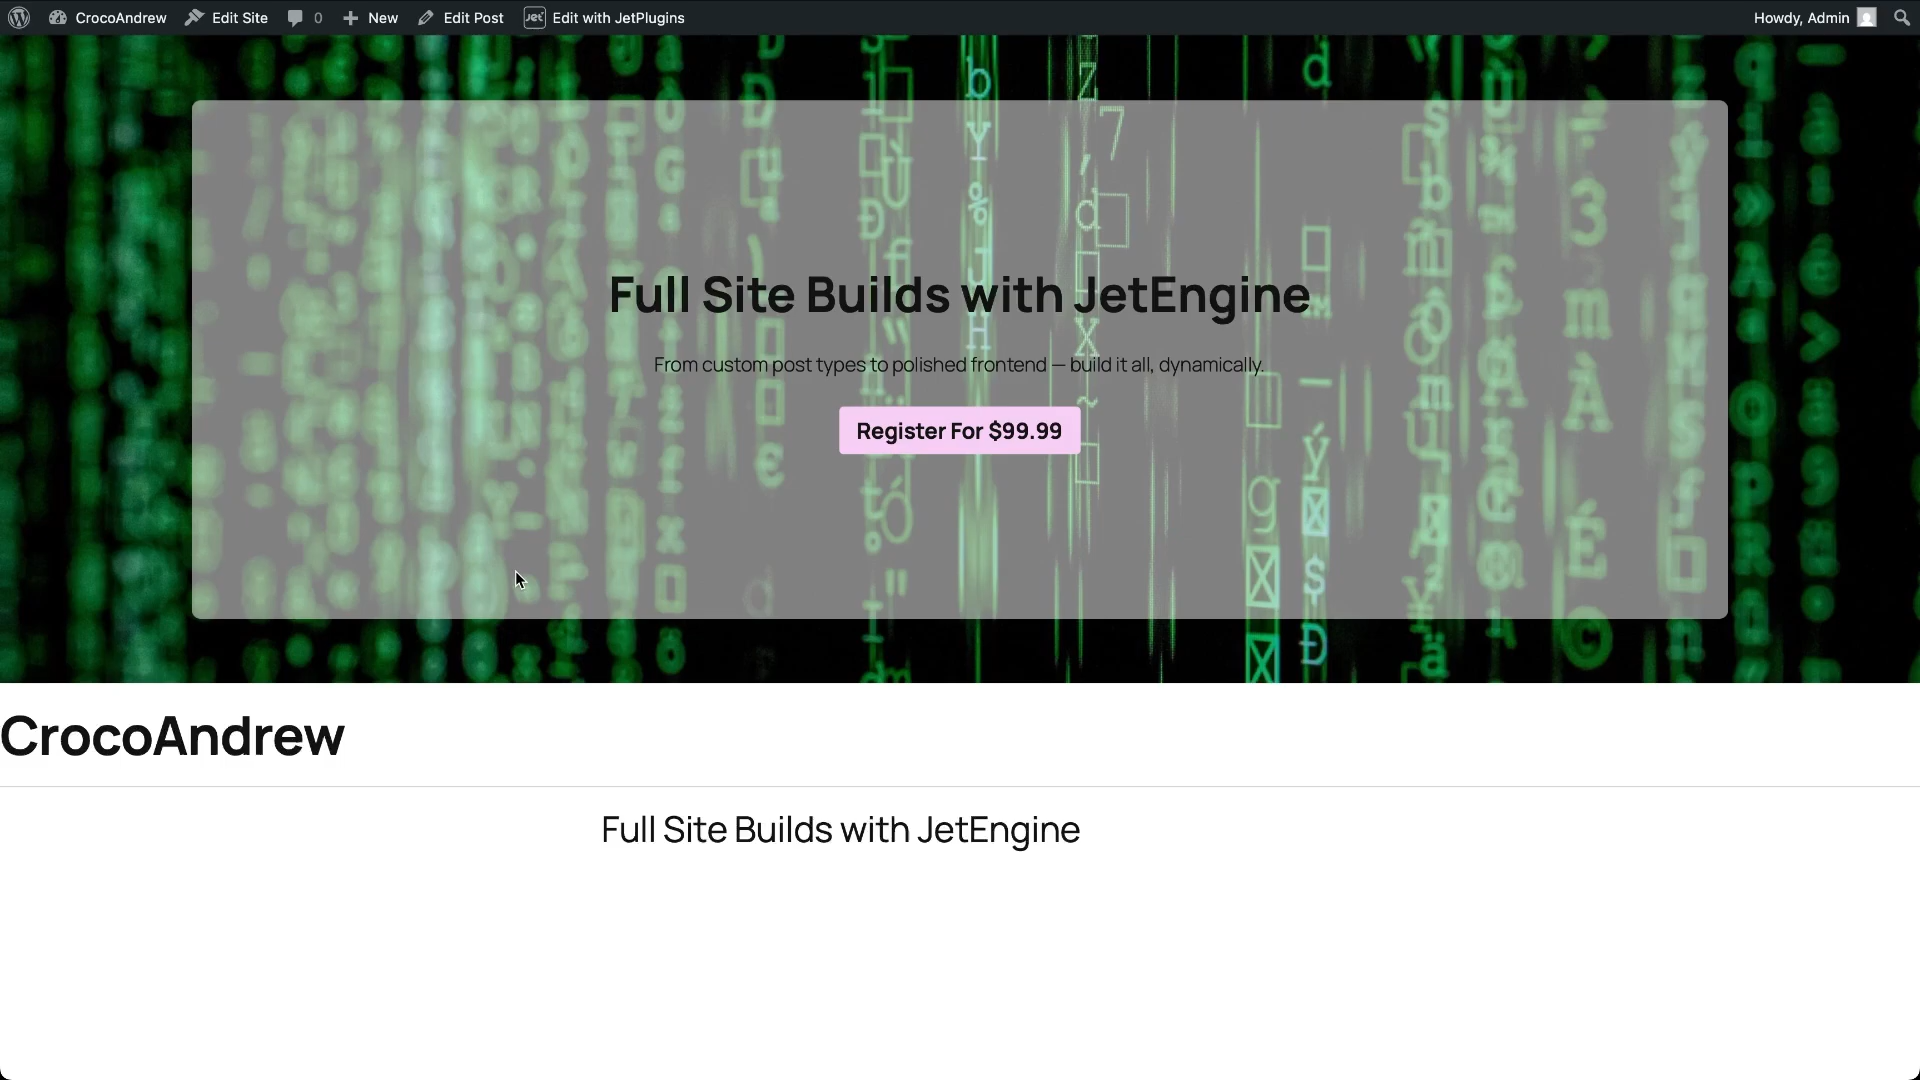 CrocoAndrew Edit Site 0 New Edit Post Jet Edit with JetPlugins Howdy, Admin
Full Site Builds with JetEngine
From custom post types to polished frontend — build it all, dynamically.
Register For $99.99
CrocoAndrew
Full Site Builds with JetEngine